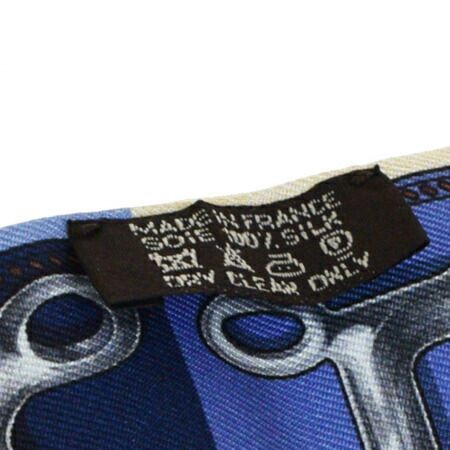 MADE IN FRANCE
SOIE 100% SILK
DRY CLEAN ONLY